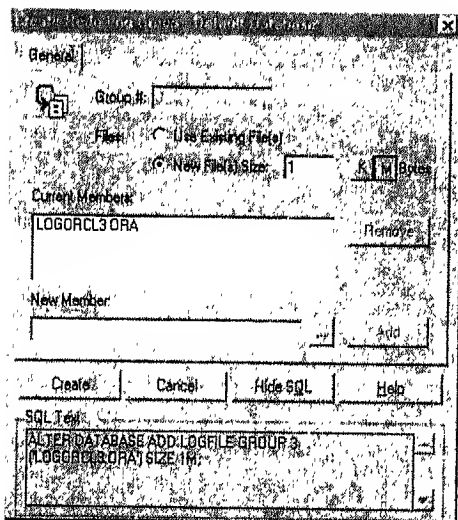 General
Group #:
Files: Use Existing File(s)
New File(s) Size: 1 K M Bytes
Current Members:
LOGORCL3.ORA
Remove
New Member:
... Add
Create Cancel Hide SQL Help
SQL Text
ALTER DATABASE ADD LOGFILE GROUP 3
('LOGORCL3.ORA') SIZE 1M;